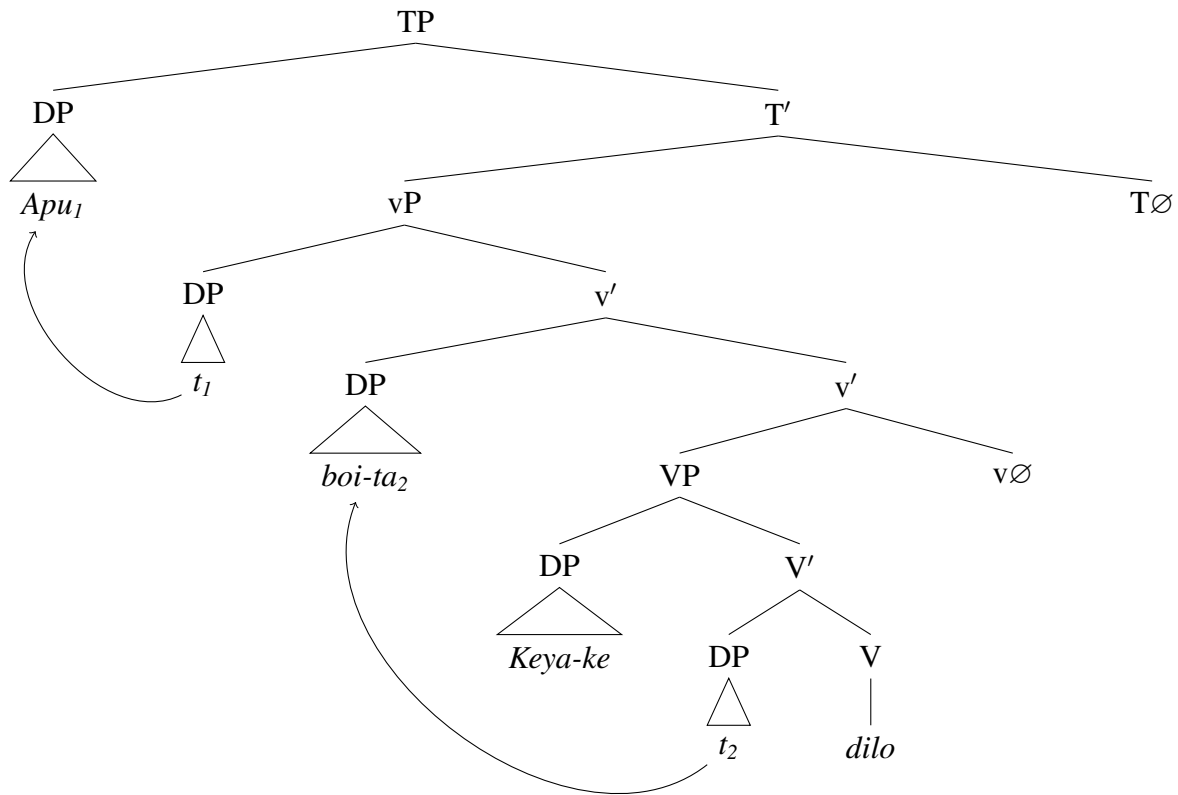 TP
DP T′
Apu₁ vP T∅
DP v′
t₁ DP v′
boi-ta₂ VP v∅
DP V′
Keya-ke DP V
t₂ dilo